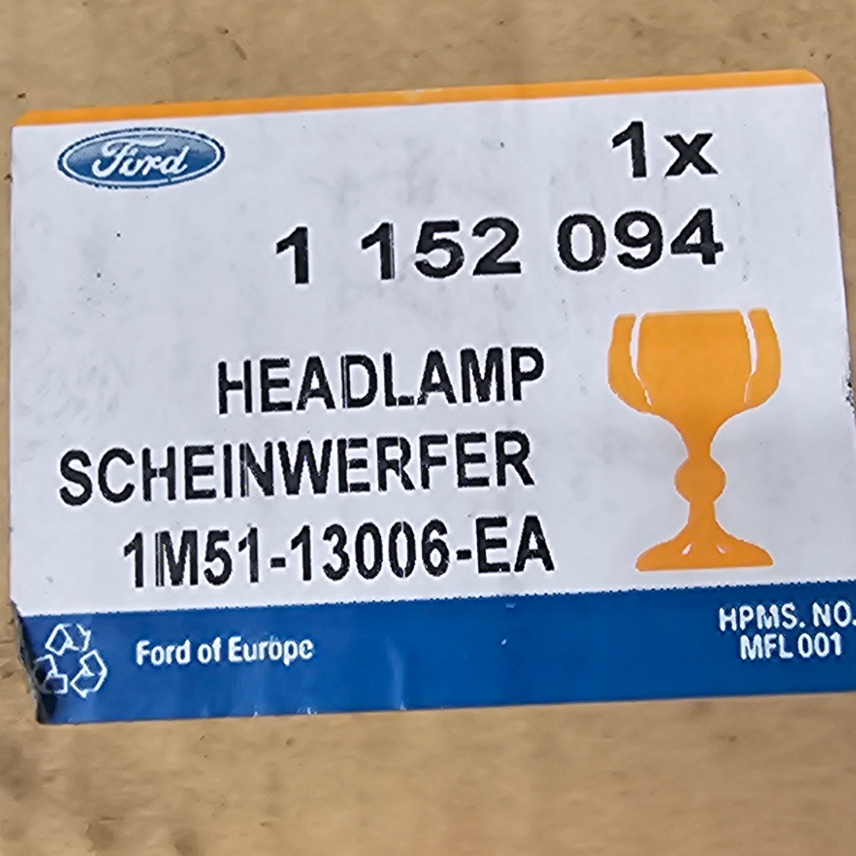 Ford
1x
1 152 094
HEADLAMP
SCHEINWERFER
1M51-13006-EA
Ford of Europe
HPMS. NO.
MFL 001